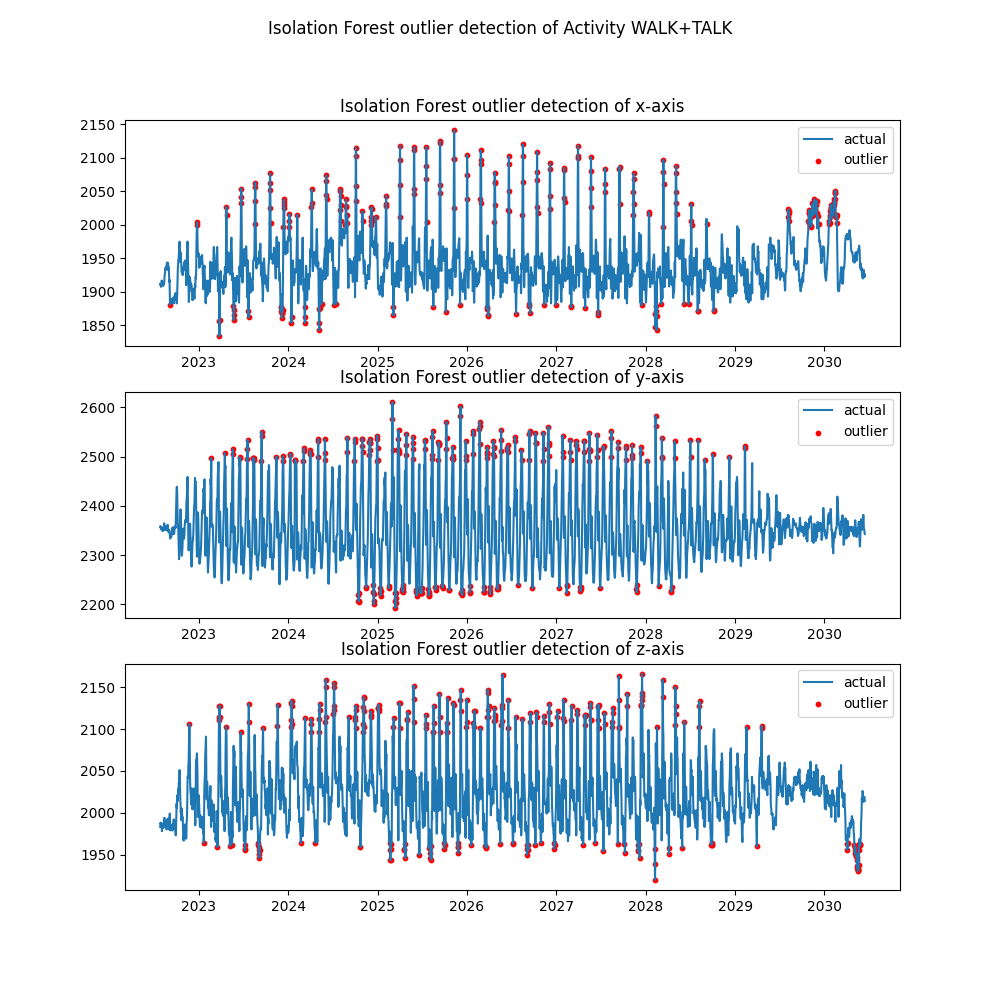 Isolation Forest outlier detection of Activity WALK+TALK
Isolation Forest outlier detection of x-axis
2150
2100
2050
2000
1950
1900
1850
actual
outlier
2023 2024 2025 2026 2027 2028 2029 2030
Isolation Forest outlier detection of y-axis
2600
2500
2400
2300
2200
actual
outlier
2023 2024 2025 2026 2027 2028 2029 2030
Isolation Forest outlier detection of z-axis
2150
2100
2050
2000
1950
actual
outlier
2023 2024 2025 2026 2027 2028 2029 2030